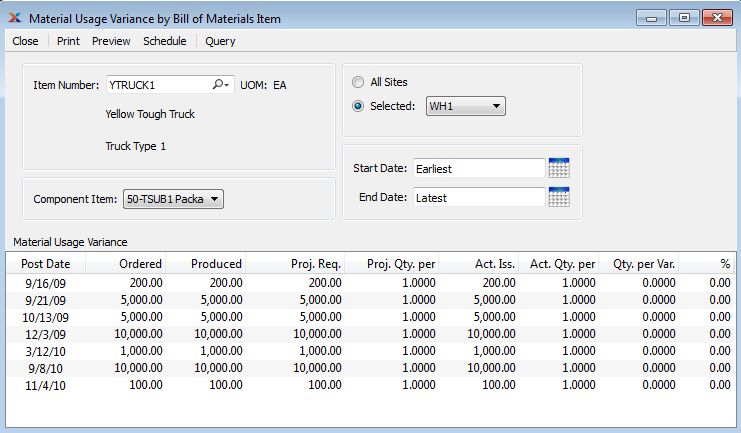 Material Usage Variance by Bill of Materials Item
Close Print Preview Schedule Query
Item Number: YTRUCK1 UOM: EA
Yellow Tough Truck
Truck Type 1
Component Item: 50-TSUB1 Packa
All Sites
Selected: WH1
Start Date: Earliest
End Date: Latest
Material Usage Variance
Post Date Ordered Produced Proj. Req. Proj. Qty. per Act. Iss. Act. Qty. per Qty. per Var. %
9/16/09 200.00 200.00 200.00 1.0000 200.00 1.0000 0.0000 0.00
9/21/09 5,000.00 5,000.00 5,000.00 1.0000 5,000.00 1.0000 0.0000 0.00
10/13/09 5,000.00 5,000.00 5,000.00 1.0000 5,000.00 1.0000 0.0000 0.00
12/3/09 10,000.00 10,000.00 10,000.00 1.0000 10,000.00 1.0000 0.0000 0.00
3/12/10 1,000.00 1,000.00 1,000.00 1.0000 1,000.00 1.0000 0.0000 0.00
9/8/10 10,000.00 10,000.00 10,000.00 1.0000 10,000.00 1.0000 0.0000 0.00
11/4/10 100.00 100.00 100.00 1.0000 100.00 1.0000 0.0000 0.00